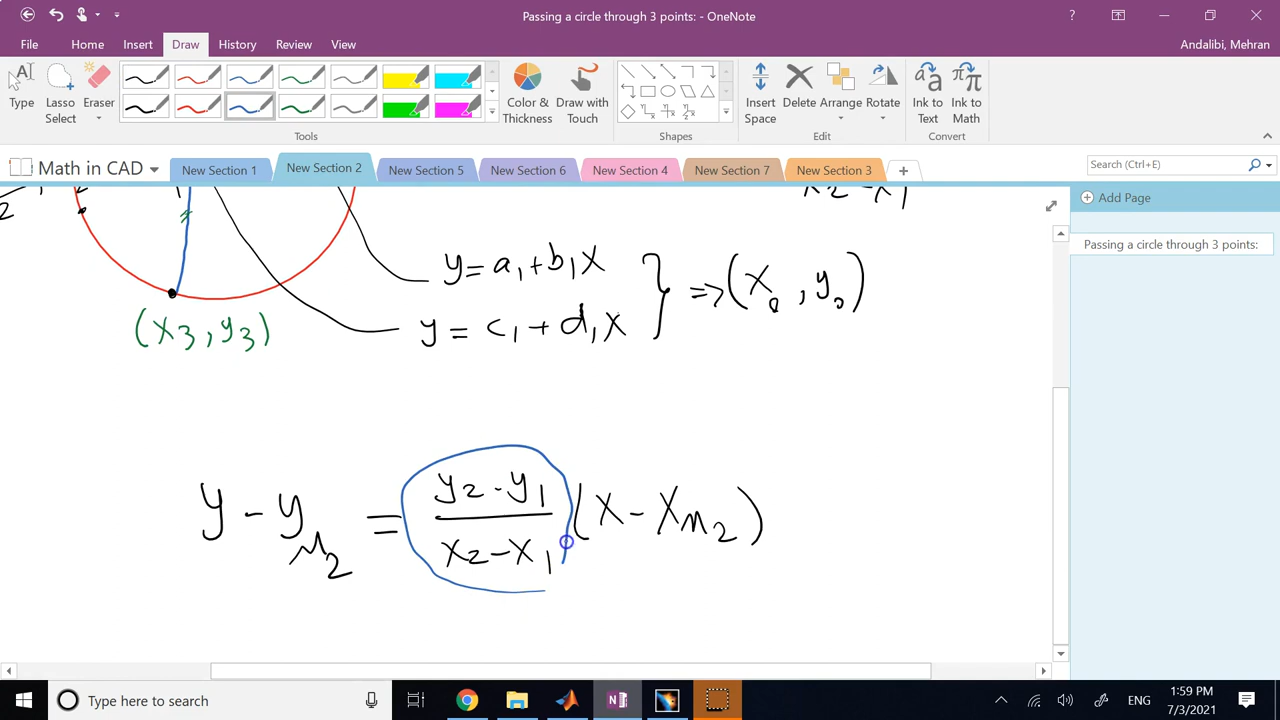 Passing a circle through 3 points: - OneNote
?
File Home Insert Draw History Review View
Andalibi, Mehran
Type
Lasso Select
Eraser
Color & Thickness
Draw with Touch
Insert Space
Delete
Arrange
Rotate
Ink to Text
Ink to Math
Tools
Shapes
Edit
Convert
Math in CAD
New Section 1
New Section 2
New Section 5
New Section 6
New Section 4
New Section 7
New Section 3
Search (Ctrl+E)
Add Page
Passing a circle through 3 points:
2
x2-x1
y=a1+b1x
y=c1+d1x
} => (x0, y0)
(x3, y3)
y - yM2 = (y2-y1)/(x2-x1) (x - xM2)
Type here to search
ENG
1:59 PM
7/3/2021